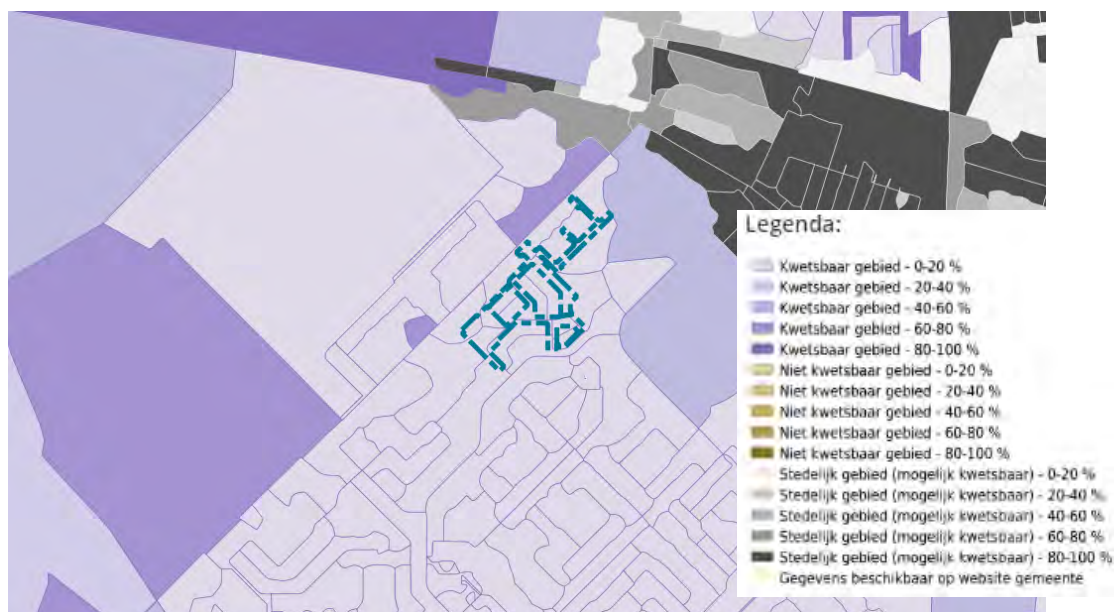 Legenda:
Kwetsbaar gebied - 0-20 %
Kwetsbaar gebied - 20-40 %
Kwetsbaar gebied - 40-60 %
Kwetsbaar gebied - 60-80 %
Kwetsbaar gebied - 80-100 %
Niet kwetsbaar gebied - 0-20 %
Niet kwetsbaar gebied - 20-40 %
Niet kwetsbaar gebied - 40-60 %
Niet kwetsbaar gebied - 60-80 %
Niet kwetsbaar gebied - 80-100 %
Stedelijk gebied (mogelijk kwetsbaar) - 0-20 %
Stedelijk gebied (mogelijk kwetsbaar) - 20-40 %
Stedelijk gebied (mogelijk kwetsbaar) - 40-60 %
Stedelijk gebied (mogelijk kwetsbaar) - 60-80 %
Stedelijk gebied (mogelijk kwetsbaar) - 80-100 %
Gegevens beschikbaar op website gemeente